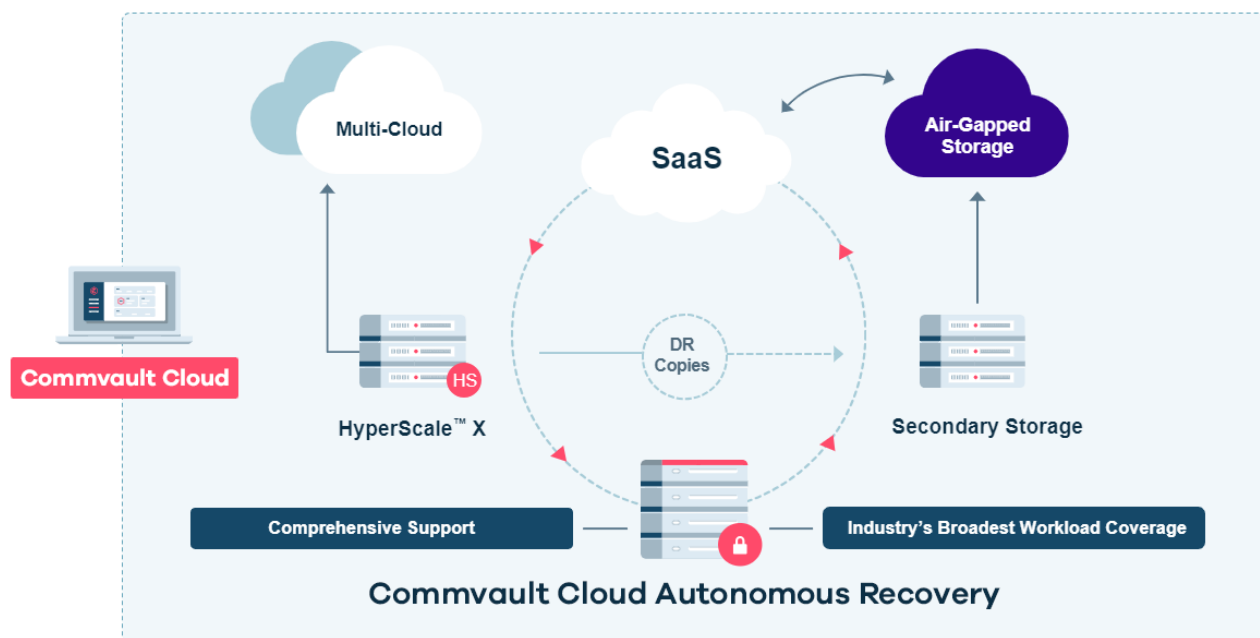 Multi-Cloud
SaaS
Air-Gapped
Storage
Commvault Cloud
HS
HyperScale™ X
DR
Copies
Secondary Storage
Comprehensive Support
Industry's Broadest Workload Coverage
Commvault Cloud Autonomous Recovery